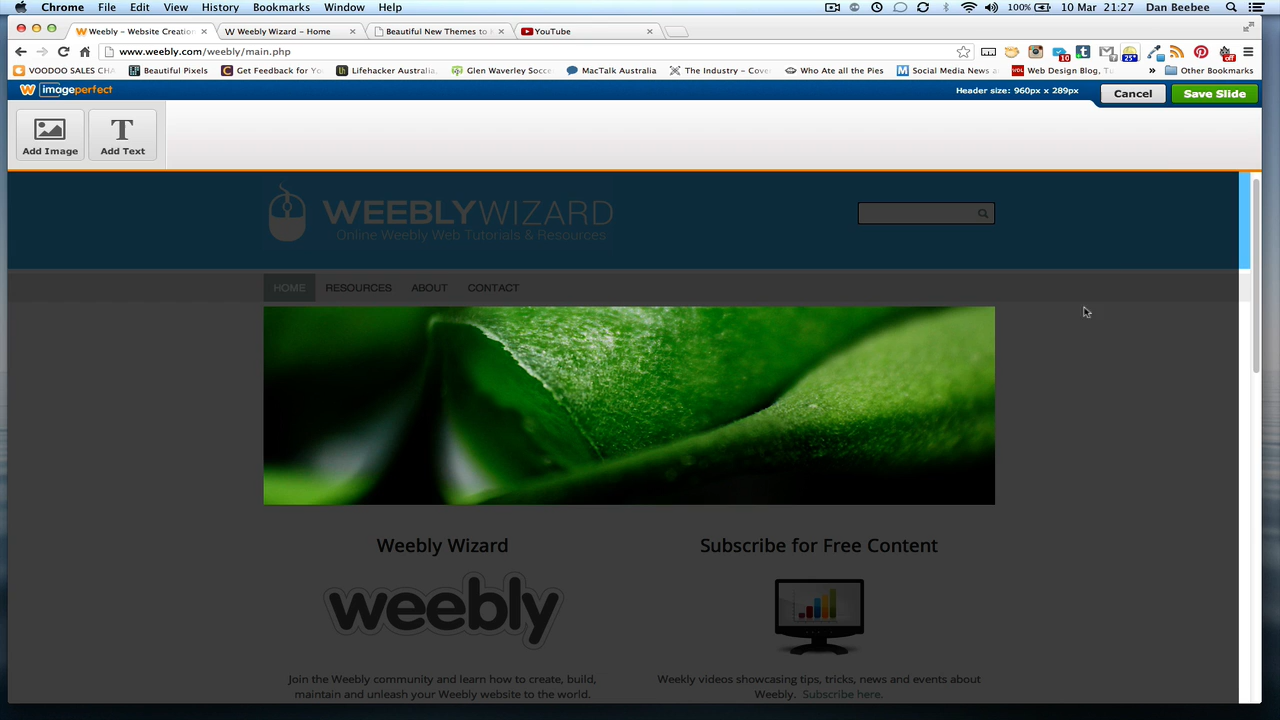 Chrome File Edit View History Bookmarks Window Help 100% 10 Mar 21:27 Dan Beebee
Weebly - Website Creation Weebly Wizard - Home Beautiful New Themes to YouTube
www.weebly.com/weebly/main.php
VOODOO SALES CHA Beautiful Pixels Get Feedback for Yo Lifehacker Australia, Glen Waverley Socce MacTalk Australia The Industry - Cove Who Ate all the Pies Social Media News a Web Design Blog, Tu » Other Bookmarks
imageperfect Header size: 960px x 289px Cancel Save Slide
Add Image Add Text
WEEBLYWIZARD
Online Weebly Web Tutorials & Resources
HOME RESOURCES ABOUT CONTACT
Weebly Wizard Subscribe for Free Content
weebly
Join the Weebly community and learn how to create, build,
maintain and unleash your Weebly website to the world.
Weebly videos showcasing tips, tricks, news and events about
Weebly. Subscribe here.